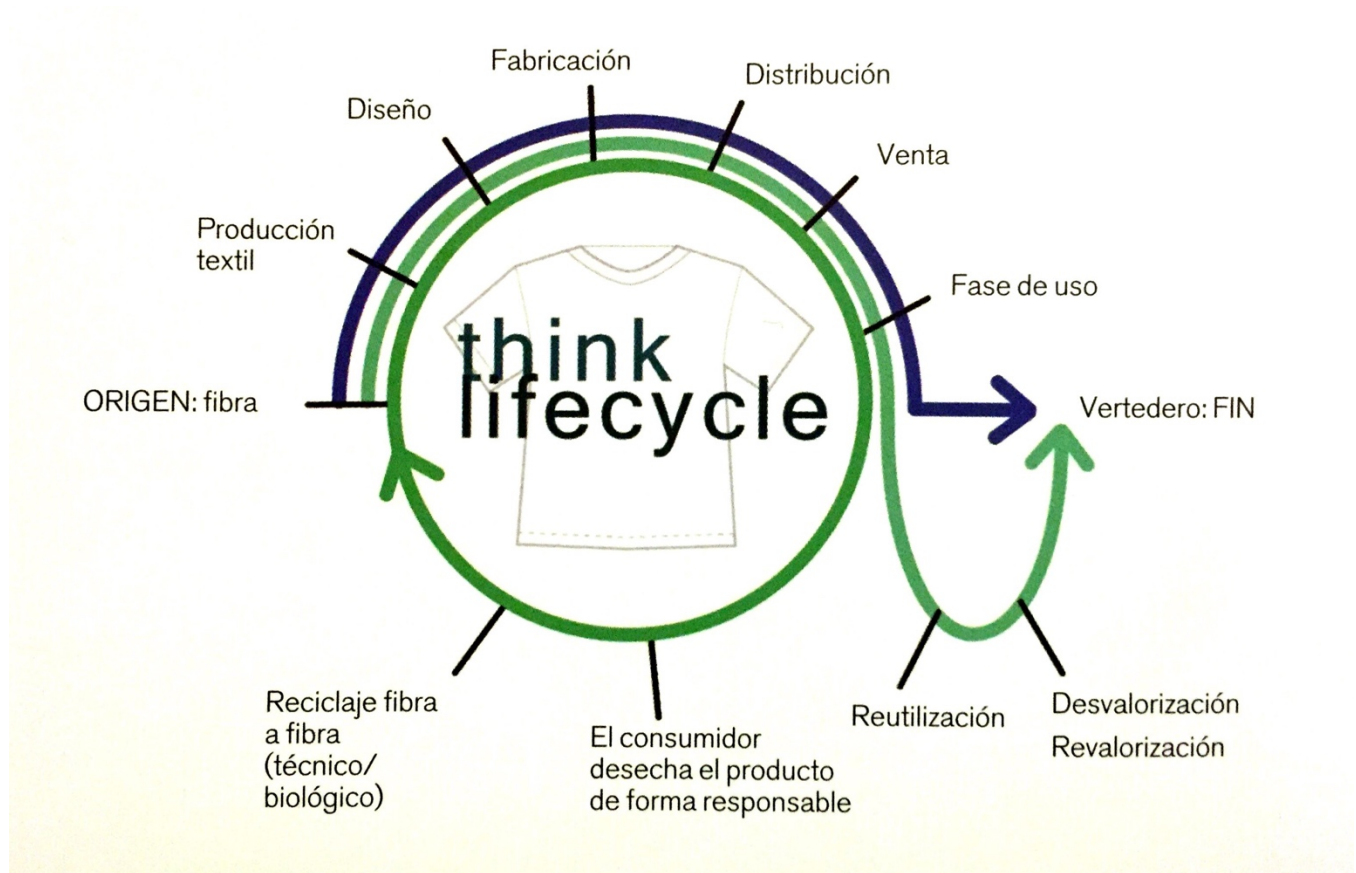 Fabricación
Distribución
Diseño
Venta
Producción
textil
Fase de uso
think
lifecycle
ORIGEN: fibra
Vertedero: FIN
Reciclaje fibra
a fibra
(técnico/
biológico)
El consumidor
desecha el producto
de forma responsable
Reutilización
Desvalorización
Revalorización